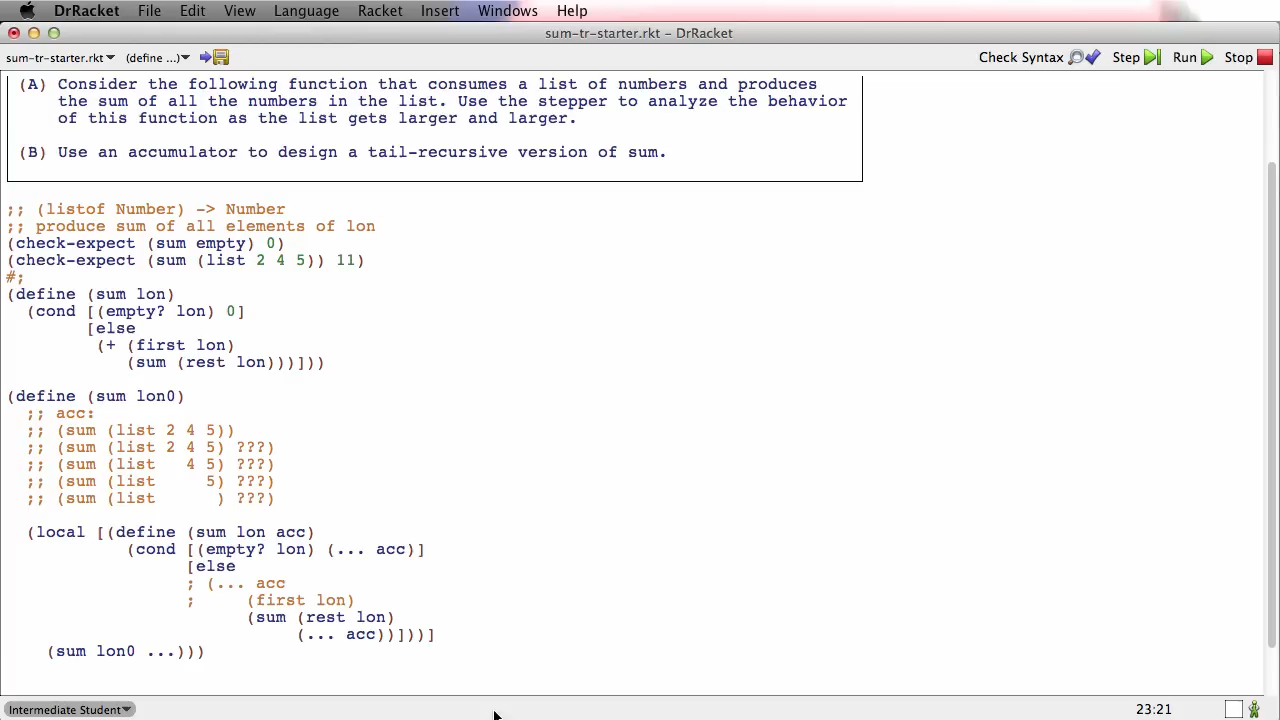 DrRacket File Edit View Language Racket Insert Windows Help
sum-tr-starter.rkt – DrRacket
sum-tr-starter.rkt (define ...) Check Syntax Step Run Stop
(A) Consider the following function that consumes a list of numbers and produces
the sum of all the numbers in the list. Use the stepper to analyze the behavior
of this function as the list gets larger and larger.
(B) Use an accumulator to design a tail-recursive version of sum.
;; (listof Number) -> Number
;; produce sum of all elements of lon
(check-expect (sum empty) 0)
(check-expect (sum (list 2 4 5)) 11)
#;
(define (sum lon)
(cond [(empty? lon) 0]
[else
(+ (first lon)
(sum (rest lon)))]))
(define (sum lon0)
;; acc:
;; (sum (list 2 4 5))
;; (sum (list 2 4 5) ???)
;; (sum (list   4 5) ???)
;; (sum (list     5) ???)
;; (sum (list      ) ???)
(local [(define (sum lon acc)
(cond [(empty? lon) (... acc)]
[else
; (... acc
;     (first lon)
(sum (rest lon)
(... acc))]))]
(sum lon0 ...)))
Intermediate Student 23:21